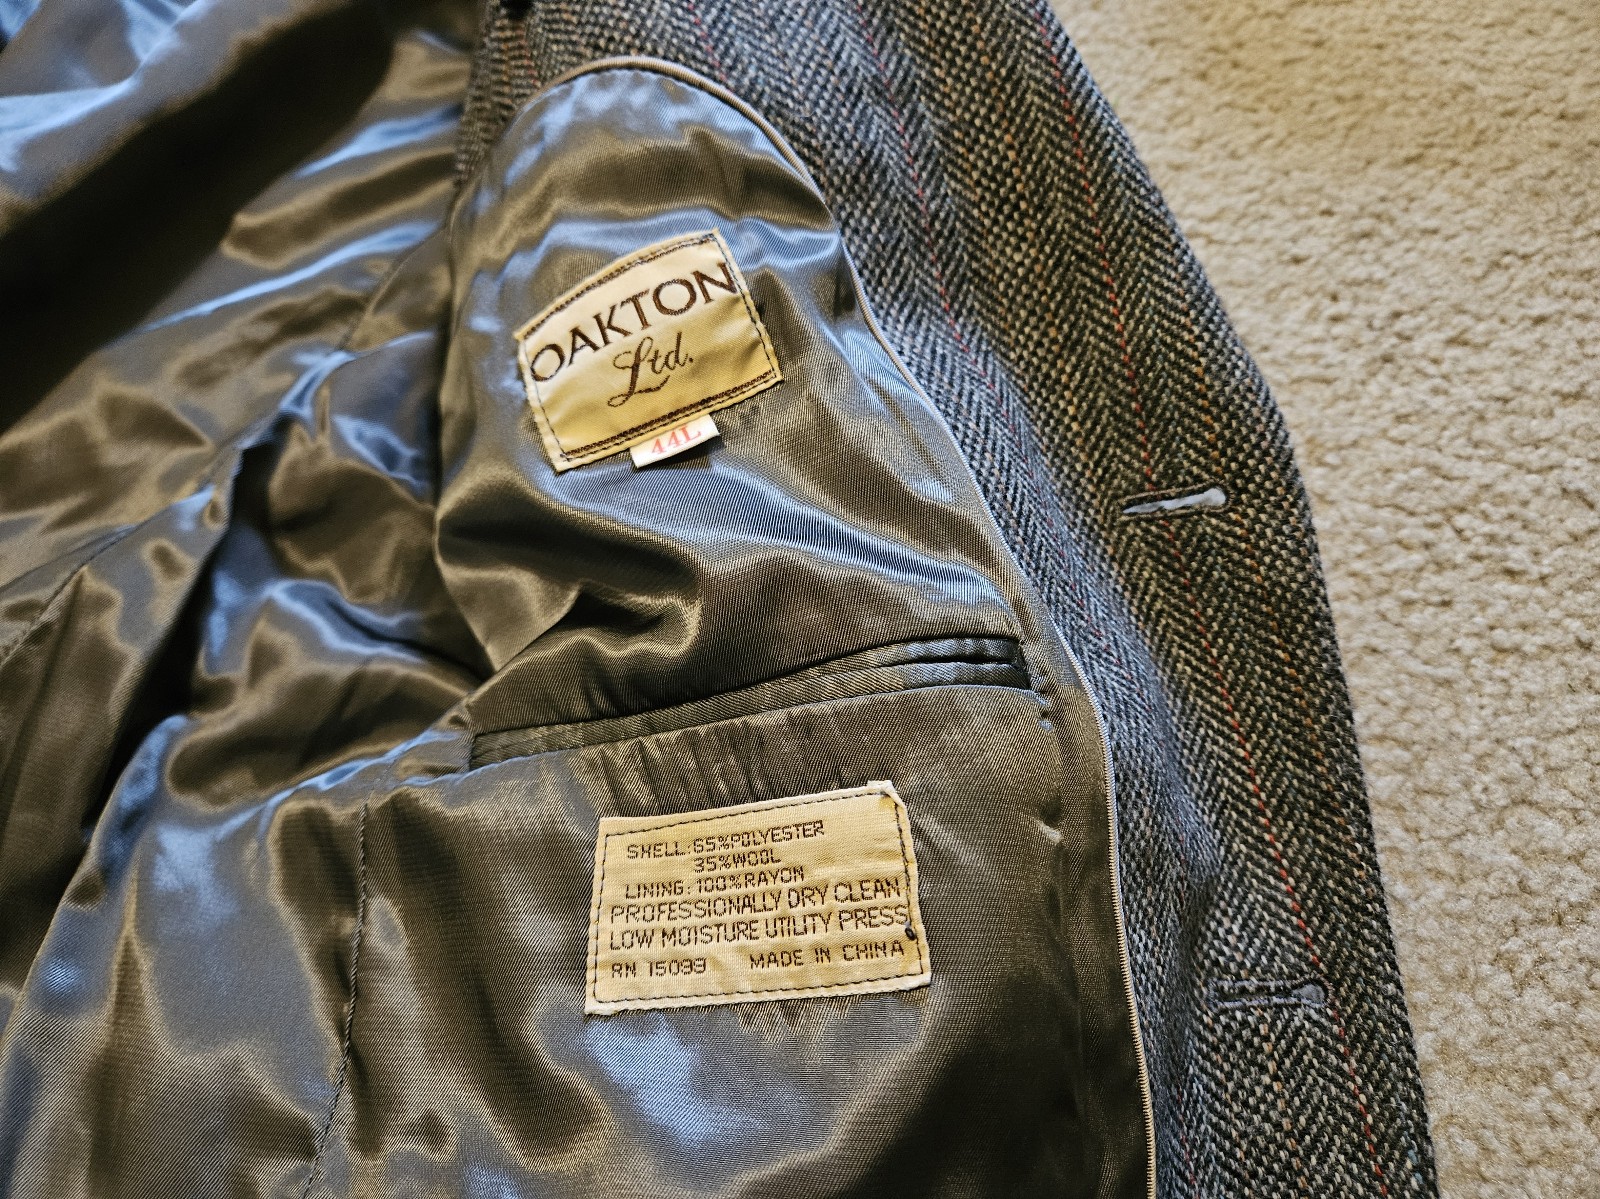 OAKTON
Ltd.
44L
SHELL:65%POLYESTER
35%WOOL
LINING:100%RAYON
PROFESSIONALLY DRY CLEAN
LOW MOISTURE UTILITY PRESS
RN 15099 MADE IN CHINA